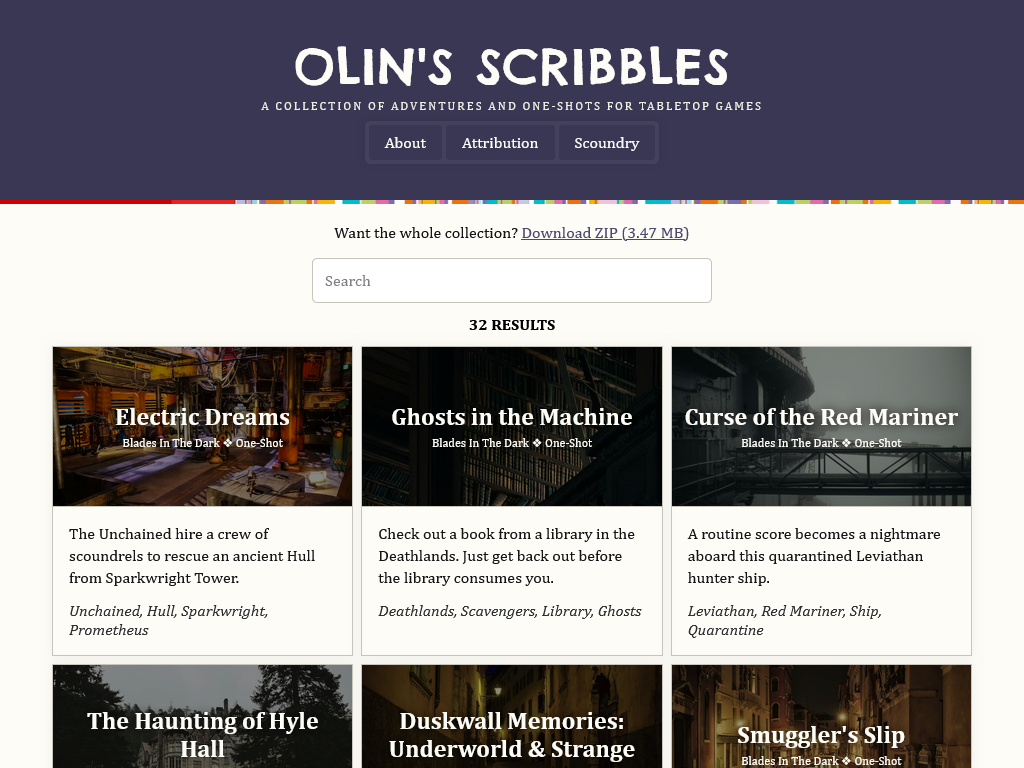 OLIN'S SCRIBBLES
A COLLECTION OF ADVENTURES AND ONE-SHOTS FOR TABLETOP GAMES
About
Attribution
Scoundry
Want the whole collection? Download ZIP (3.47 MB)
Search
32 RESULTS
Electric Dreams
Blades In The Dark ❖ One-Shot
The Unchained hire a crew of
scoundrels to rescue an ancient Hull
from Sparkwright Tower.
Unchained, Hull, Sparkwright,
Prometheus
Ghosts in the Machine
Blades In The Dark ❖ One-Shot
Check out a book from a library in the
Deathlands. Just get back out before
the library consumes you.
Deathlands, Scavengers, Library, Ghosts
Curse of the Red Mariner
Blades In The Dark ❖ One-Shot
A routine score becomes a nightmare
aboard this quarantined Leviathan
hunter ship.
Leviathan, Red Mariner, Ship,
Quarantine
The Haunting of Hyle
Hall
Duskwall Memories:
Underworld & Strange
Smuggler's Slip
Blades In The Dark ❖ One-Shot